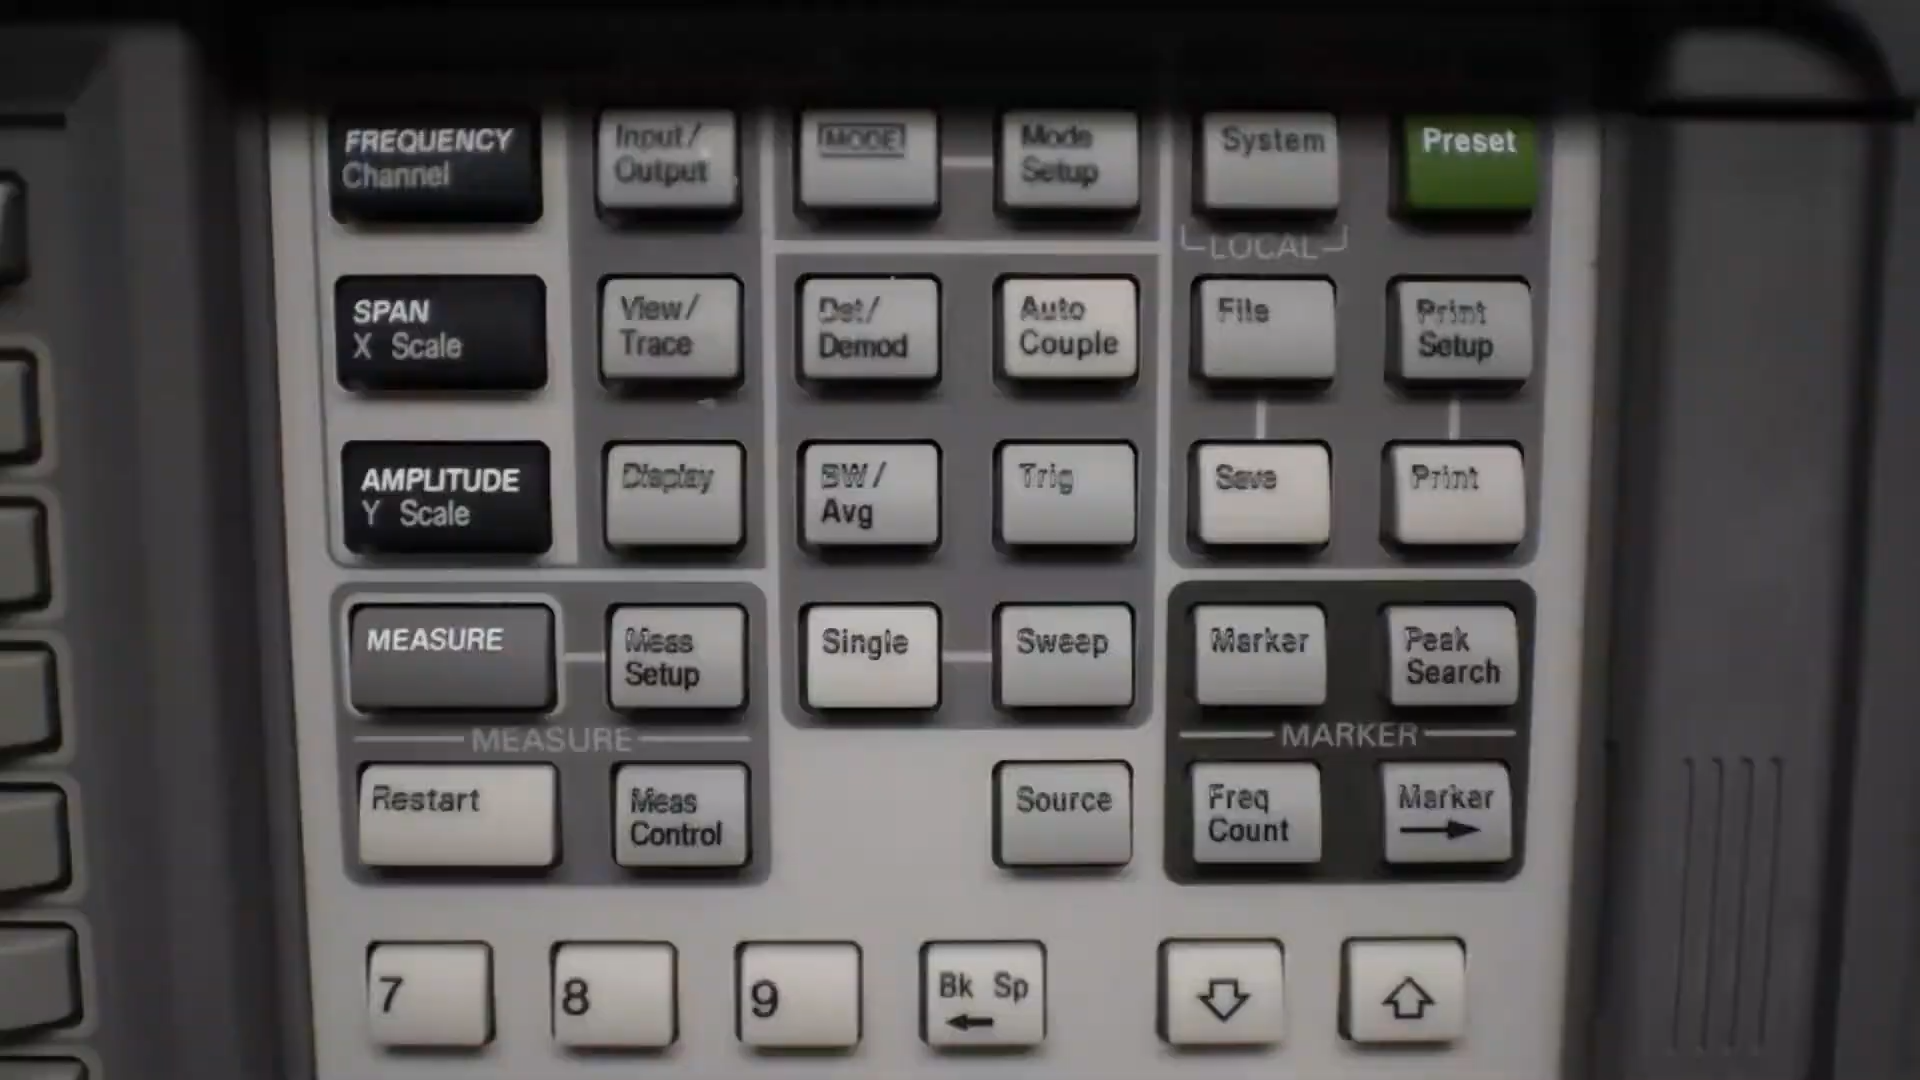 FREQUENCY
Channel
Input/
Output
MODE
Mode
Setup
System
Preset
LOCAL
SPAN
X Scale
View/
Trace
Det/
Demod
Auto
Couple
File
Print
Setup
AMPLITUDE
Y Scale
Display
BW/
Avg
Trig
Save
Print
MEASURE
Meas
Setup
Single
Sweep
Marker
Peak
Search
MEASURE
MARKER
Restart
Meas
Control
Source
Freq
Count
Marker
7
8
9
Bk Sp